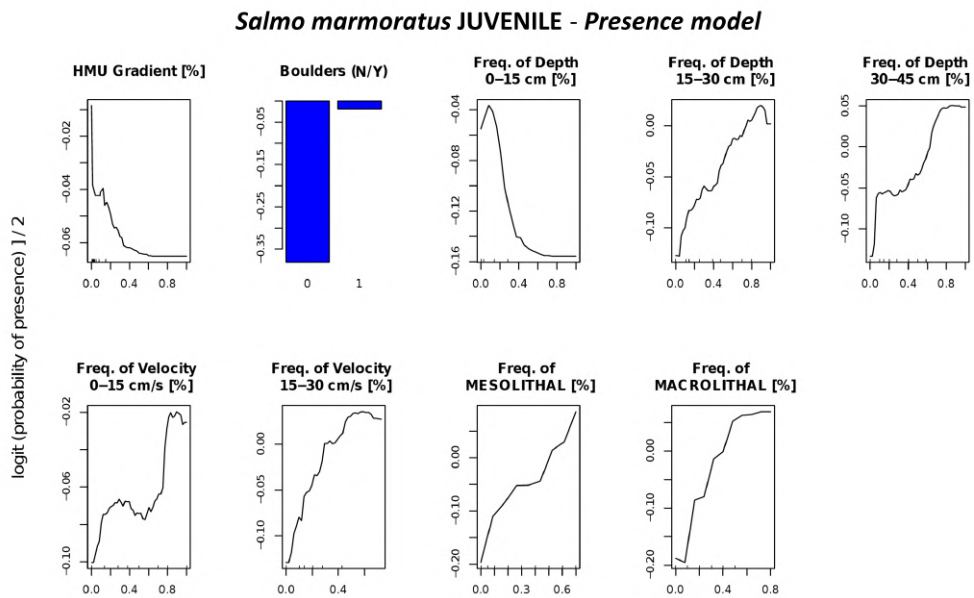 Salmo marmoratus JUVENILE - Presence model
logit (probability of presence) ] / 2
HMU Gradient [%]
-0.02
-0.04
-0.06
0.0 0.4 0.8
Boulders (N/Y)
-0.05
-0.15
-0.25
-0.35
0 1
Freq. of Depth
0–15 cm [%]
-0.04
-0.08
-0.12
-0.16
0.0 0.4 0.8
Freq. of Depth
15–30 cm [%]
0.00
-0.05
-0.10
0.0 0.4 0.8
Freq. of Depth
30–45 cm [%]
0.05
0.00
-0.05
-0.10
0.0 0.4 0.8
Freq. of Velocity
0–15 cm/s [%]
-0.02
-0.06
-0.10
0.0 0.4 0.8
Freq. of Velocity
15–30 cm/s [%]
0.00
-0.05
-0.10
0.0 0.4
Freq. of
MESOLITHAL [%]
0.00
-0.10
-0.20
0.0 0.3 0.6
Freq. of
MACROLITHAL [%]
0.00
-0.10
-0.20
0.0 0.4 0.8